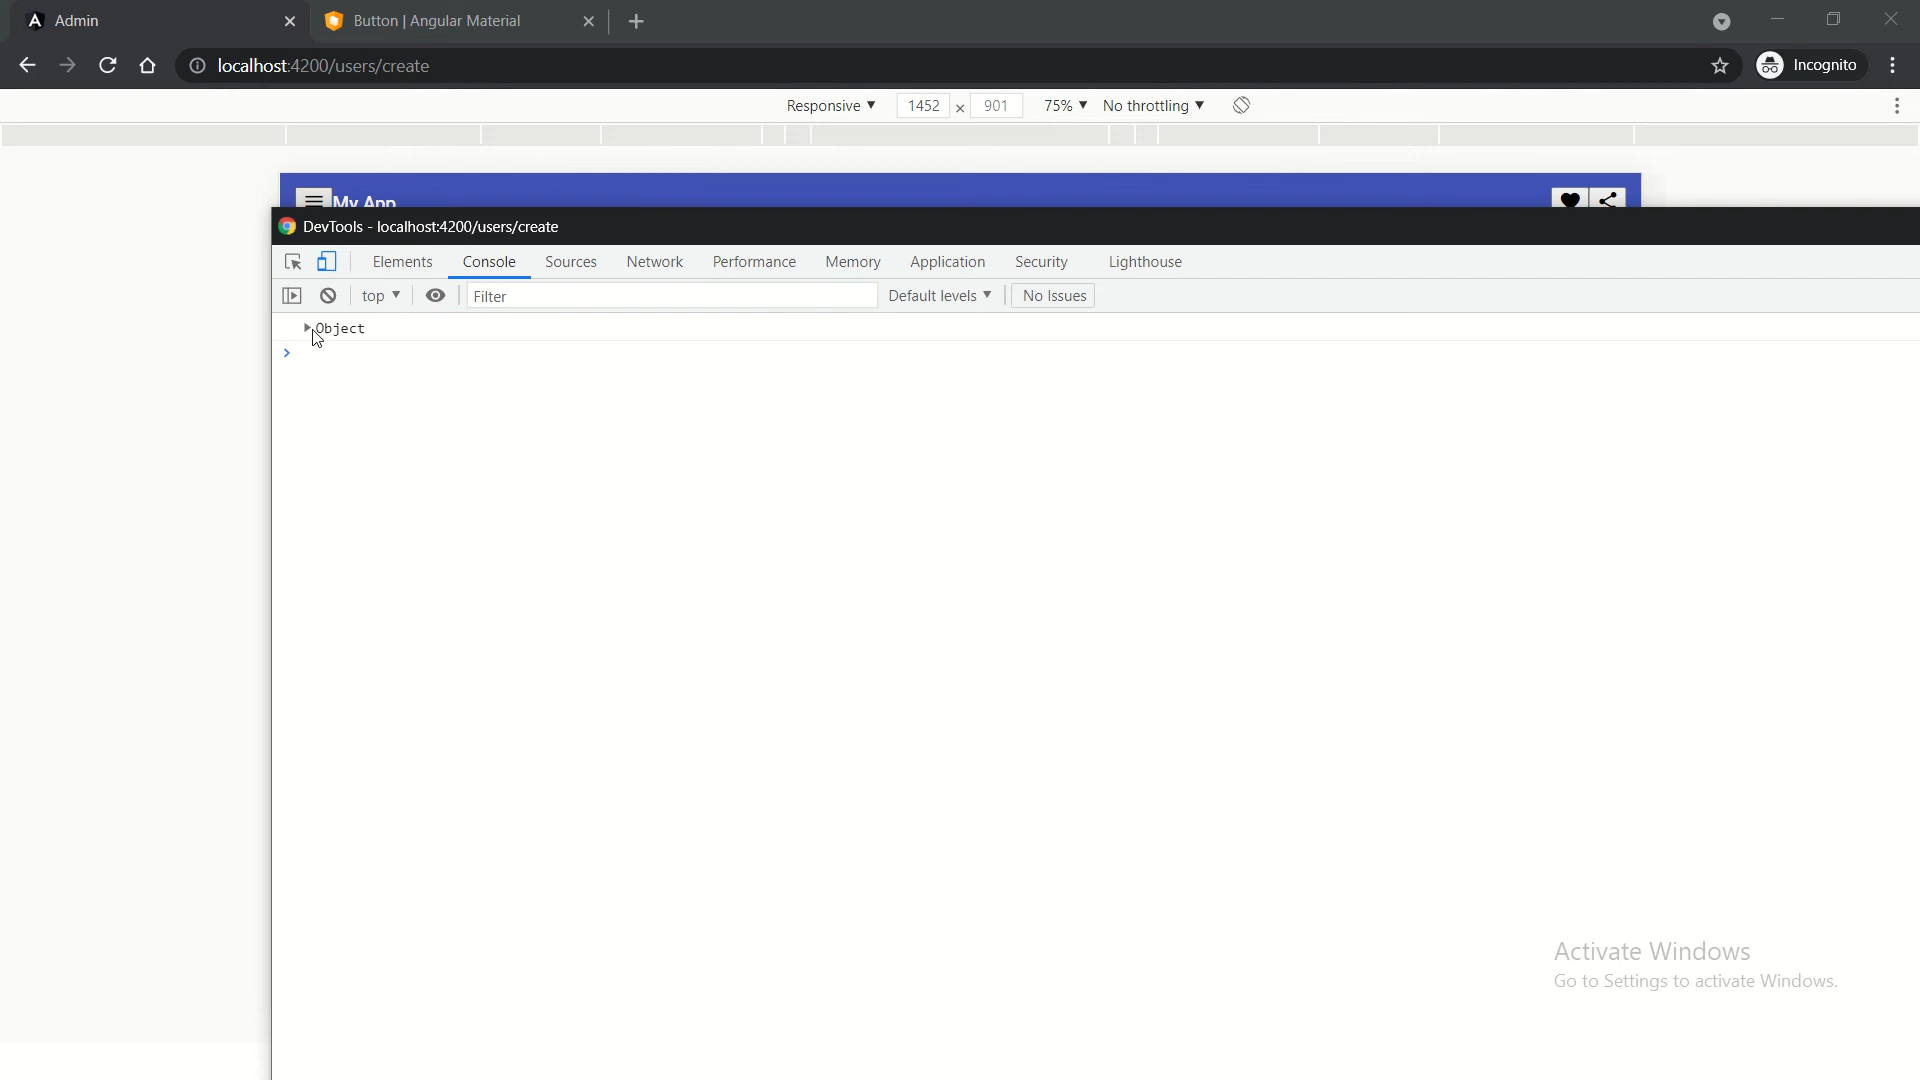 Admin
Button | Angular Material
localhost:4200/users/create
Incognito
Responsive ▼ 1452 × 901 75% ▼ No throttling ▼
My App
DevTools - localhost:4200/users/create
Elements Console Sources Network Performance Memory Application Security Lighthouse
top ▼ Filter Default levels ▼ No Issues
Object
Activate Windows
Go to Settings to activate Windows.